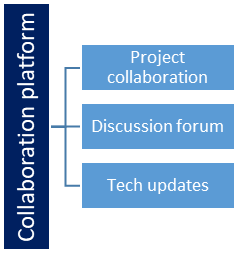 Collaboration platform
Project
collaboration
Discussion forum
Tech updates